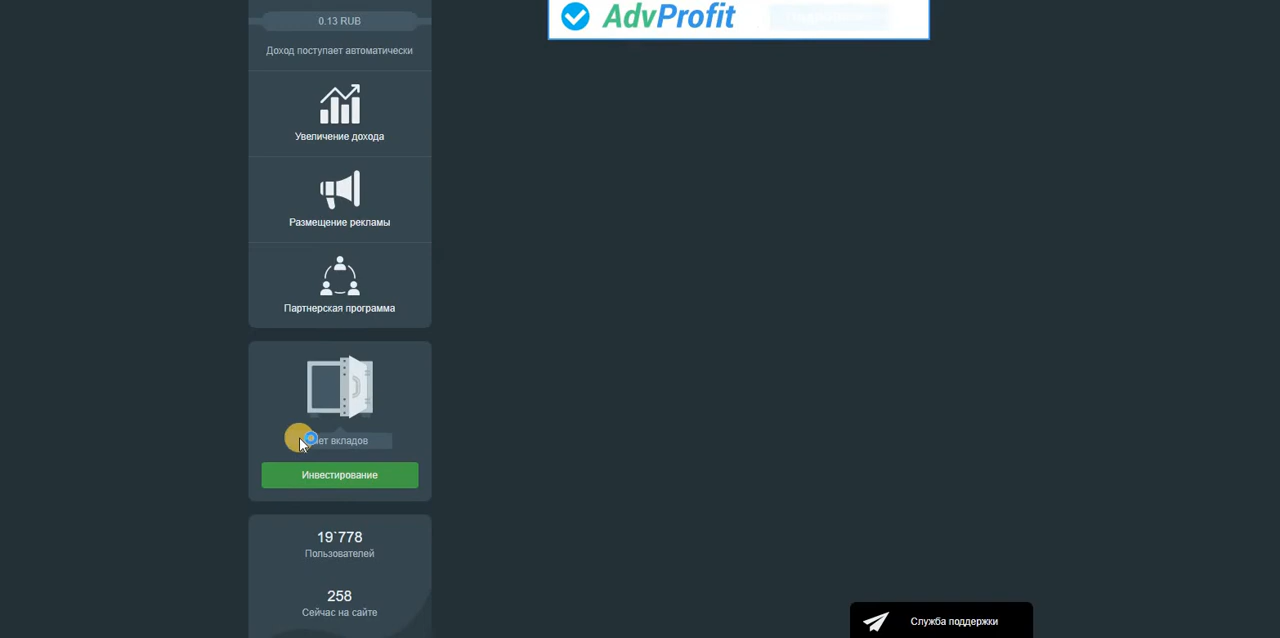 0.13 RUB
AdvProfit
Доход поступает автоматически
Увеличение дохода
Размещение рекламы
Партнерская программа
вкладов
Инвестирование
19`778
Пользователей
258
Сейчас на сайте
Служба поддержки